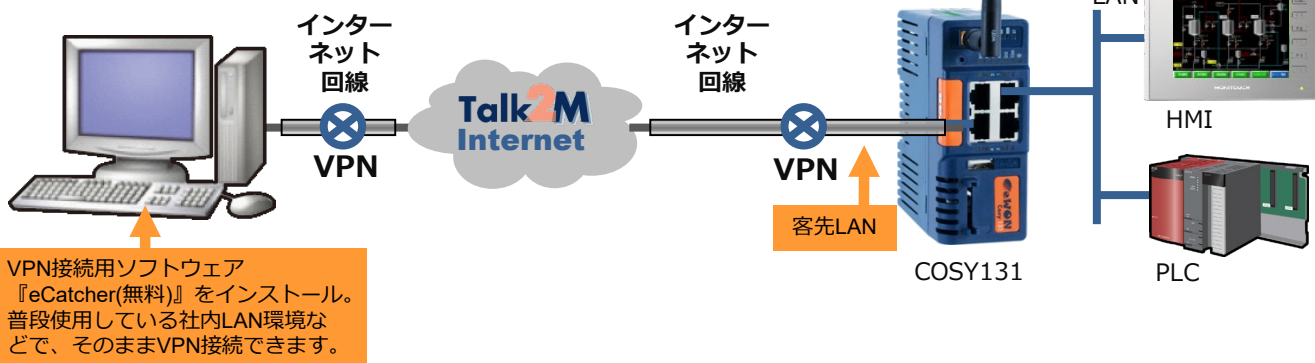 LAN
インター
ネット
回線
インター
ネット
回線
Talk2M
Internet
VPN
VPN
客先LAN
eWON
COSY131
MONITOUCH
HMI
PLC
VPN接続用ソフトウェア
『eCatcher(無料)』をインストール。
普段使用している社内LAN環境な
どで、そのままVPN接続できます。